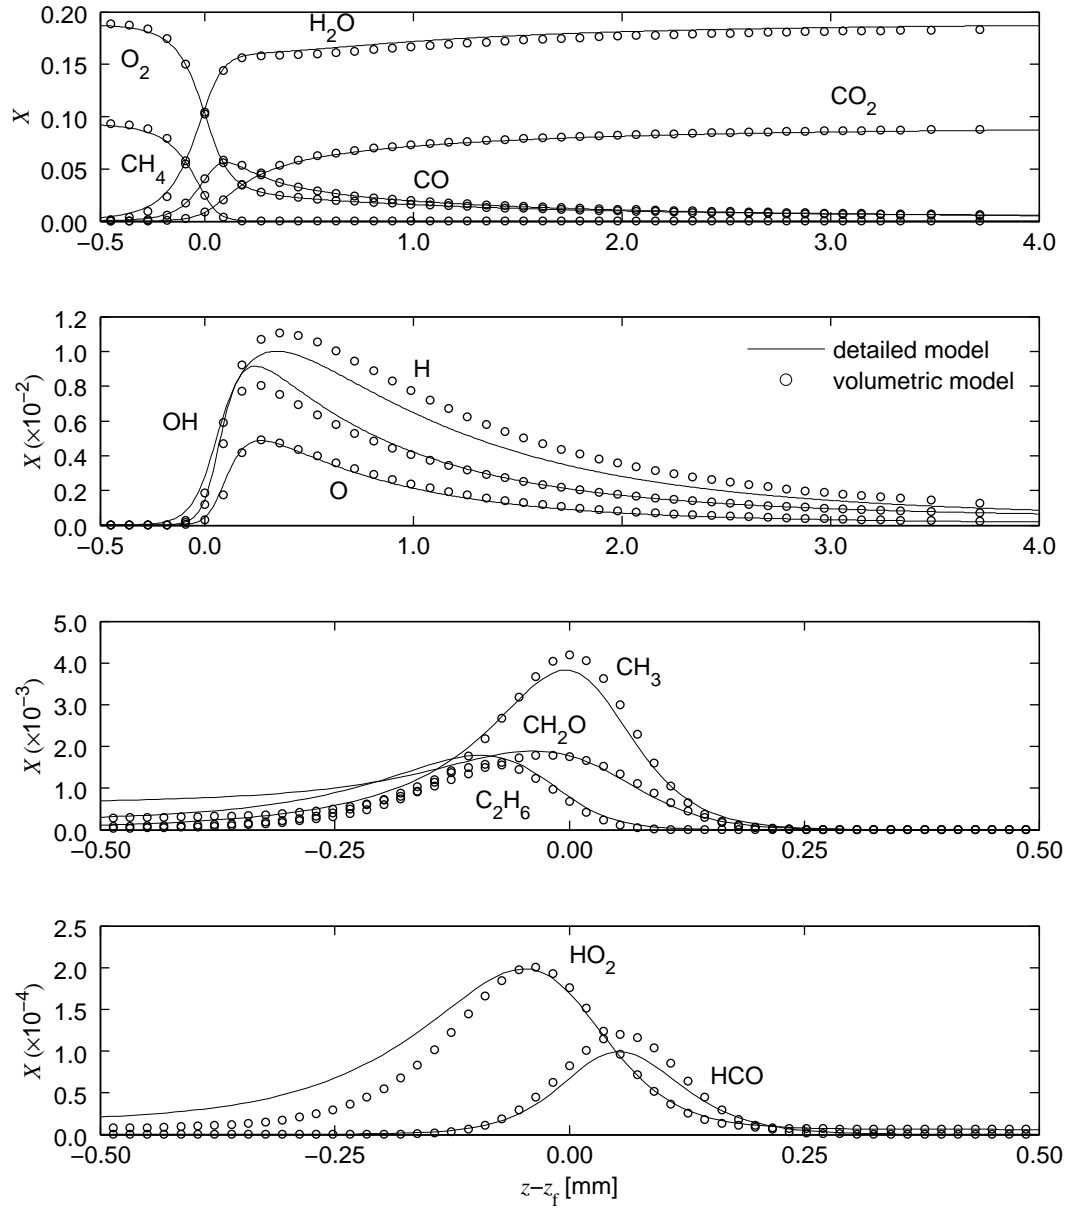 0.20
H₂O
O₂
0.15
CO₂
X
0.10
CH₄
0.05
CO
0.00
−0.5 0.0 1.0 2.0 3.0 4.0
1.2
detailed model
1.0
H
volumetric model
0.8
OH
X (×10⁻²)
0.6
0.4
O
0.2
0.0
−0.5 0.0 1.0 2.0 3.0 4.0
5.0
4.0
CH₃
3.0
X (×10⁻³)
CH₂O
2.0
1.0
C₂H₆
0.0
−0.50 −0.25 0.00 0.25 0.50
2.5
HO₂
2.0
1.5
X (×10⁻⁴)
1.0
HCO
0.5
0.0
−0.50 −0.25 0.00 0.25 0.50
z−z_f [mm]